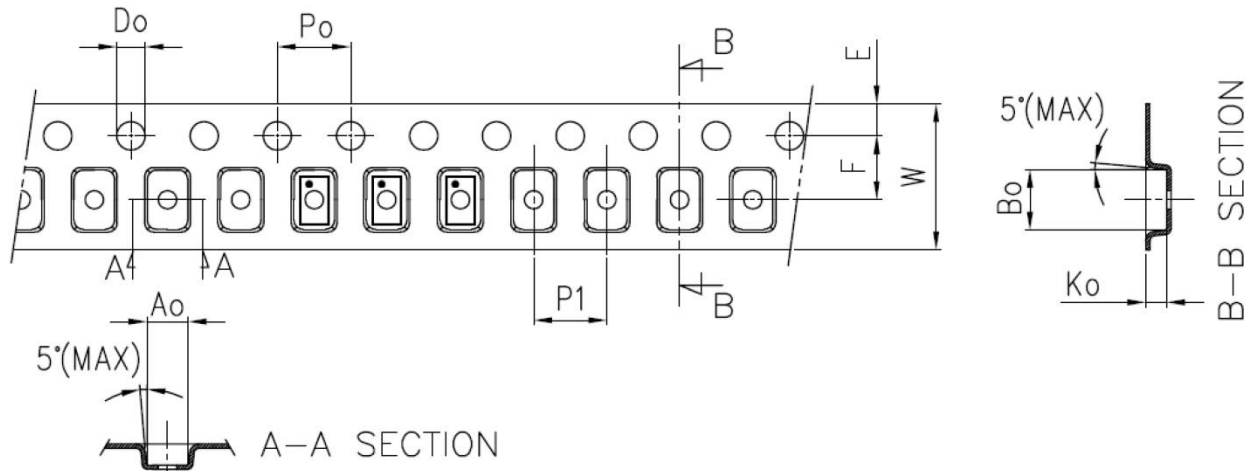 Do
Po
B
E
F
W
A
A
P1
B
Ao
5°(MAX)
A-A SECTION
5°(MAX)
Bo
Ko
B-B SECTION